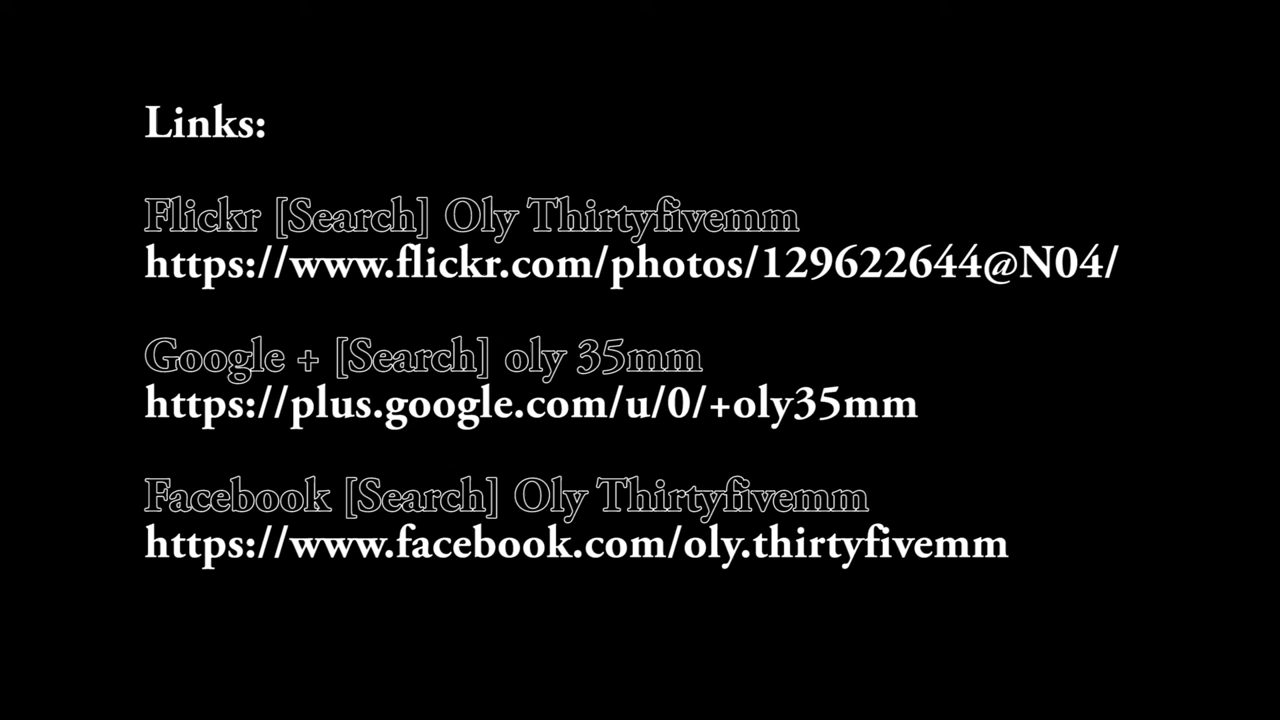 Links:
Flickr [Search] Oly Thirtyfivemm
https://www.flickr.com/photos/129622644@N04/
Google + [Search] oly 35mm
https://plus.google.com/u/0/+oly35mm
Facebook [Search] Oly Thirtyfivemm
https://www.facebook.com/oly.thirtyfivemm